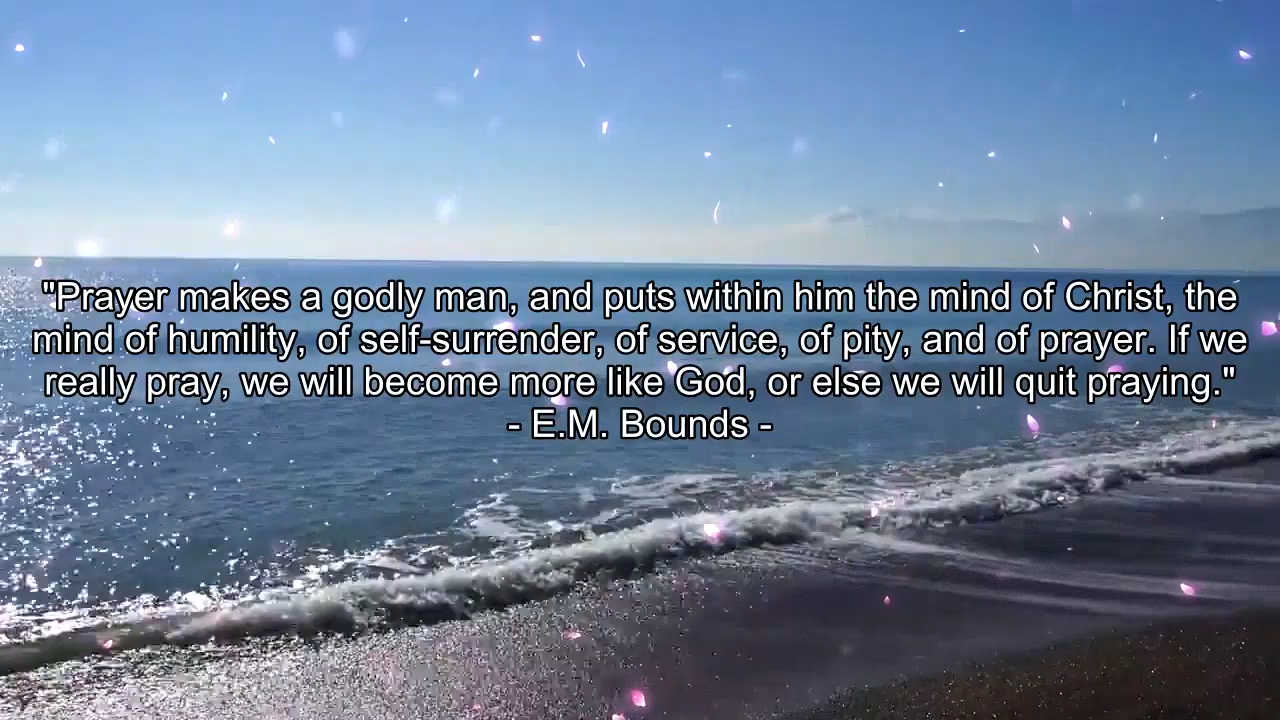 "Prayer makes a godly man, and puts within him the mind of Christ, the
mind of humility, of self-surrender, of service, of pity, and of prayer. If we
really pray, we will become more like God, or else we will quit praying."
- E.M. Bounds -